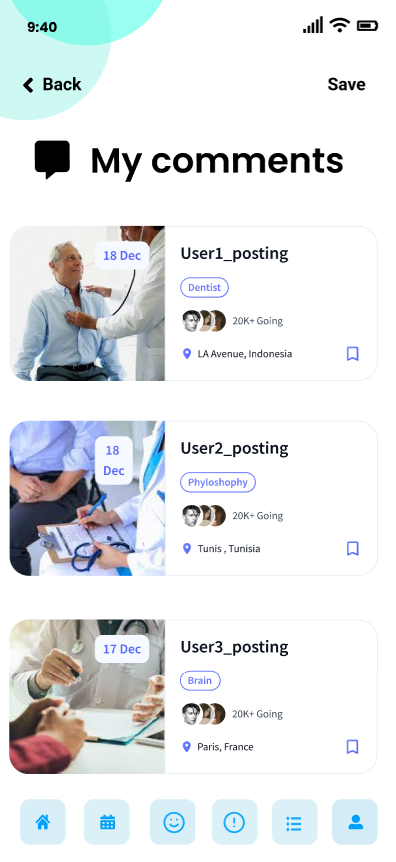 9:40
Back
Save
My comments
18 Dec
User1_posting
Dentist
20K+ Going
LA Avenue, Indonesia
18
Dec
User2_posting
Phyloshophy
20K+ Going
Tunis , Tunisia
17 Dec
User3_posting
Brain
20K+ Going
Paris, France